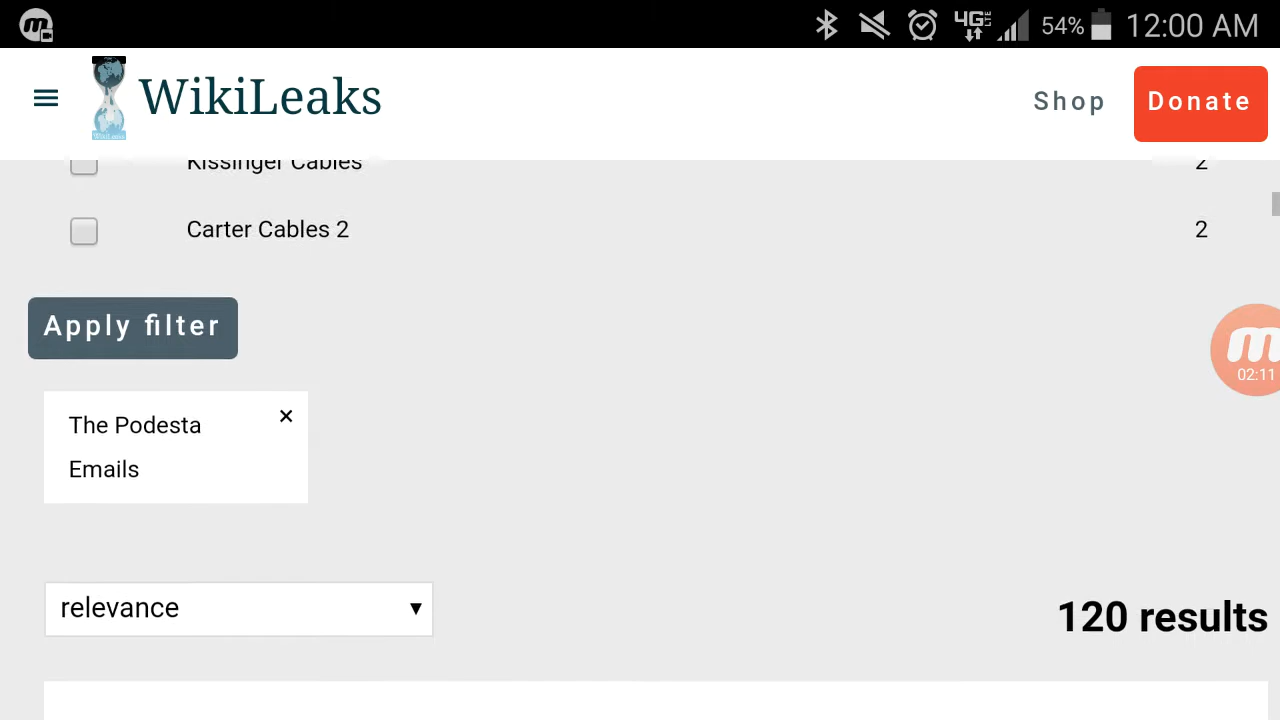 54% 12:00 AM
WikiLeaks
Shop
Donate
Kissinger Cables 2
Carter Cables 2 2
Apply filter
The Podesta
Emails
×
relevance
120 results
02:11
4G LTE